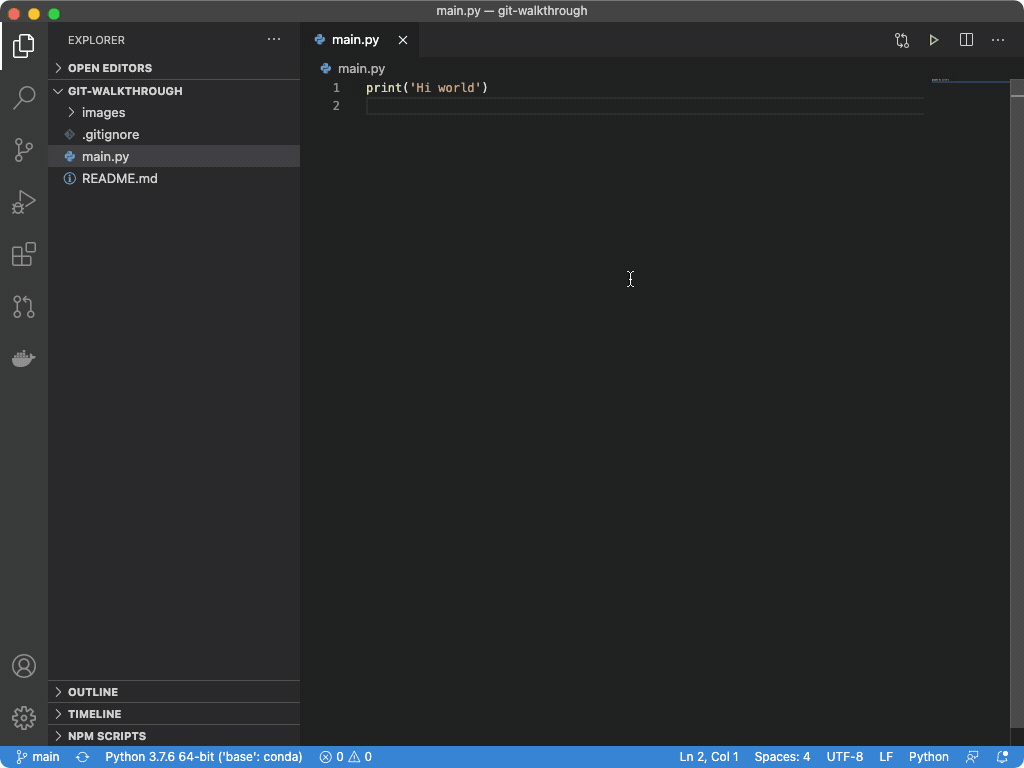 main.py — git-walkthrough
EXPLORER
OPEN EDITORS
GIT-WALKTHROUGH
images
.gitignore
main.py
README.md
OUTLINE
TIMELINE
NPM SCRIPTS
main.py
main.py
1 print('Hi world')
2
main Python 3.7.6 64-bit ('base': conda) 0 0 Ln 2, Col 1 Spaces: 4 UTF-8 LF Python